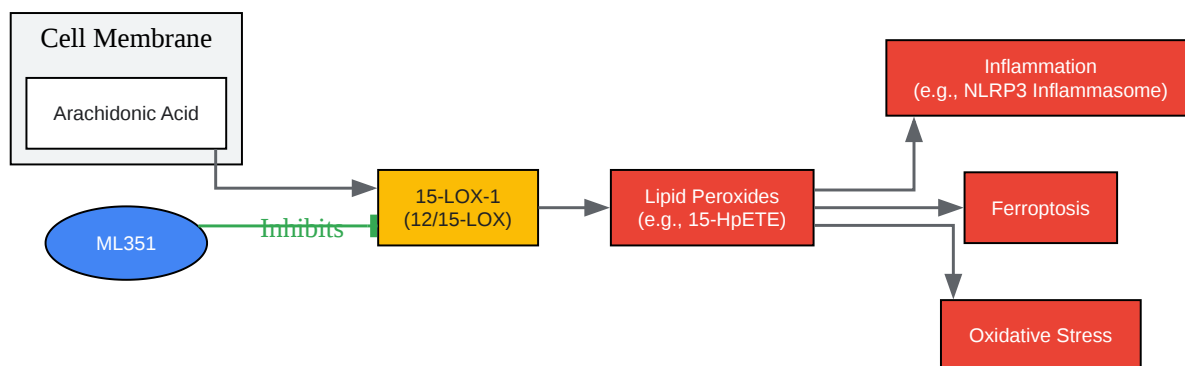 Cell Membrane
Arachidonic Acid
ML351
Inhibits
15-LOX-1
(12/15-LOX)
Lipid Peroxides
(e.g., 15-HpETE)
Inflammation
(e.g., NLRP3 Inflammasome)
Ferroptosis
Oxidative Stress